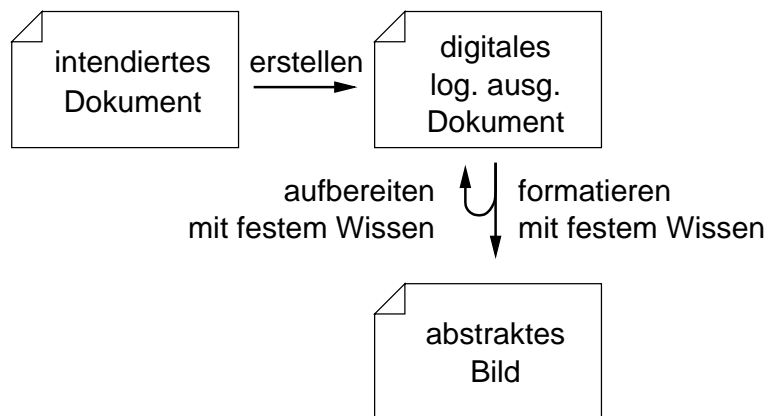 intendiertes
Dokument
erstellen
digitales
log. ausg.
Dokument
aufbereiten
mit festem Wissen
formatieren
mit festem Wissen
abstraktes
Bild